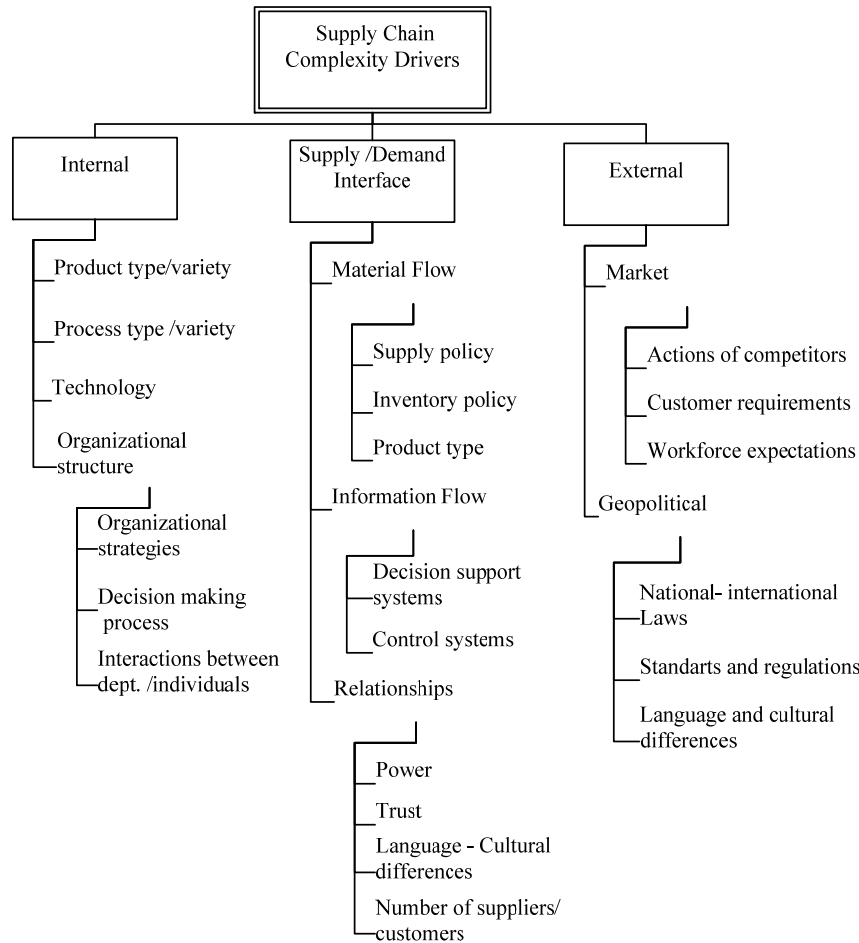 Supply Chain
Complexity Drivers
Internal
Supply /Demand
Interface
External
Product type/variety
Process type /variety
Technology
Organizational
structure
Organizational
strategies
Decision making
process
Interactions between
dept. /individuals
Material Flow
Supply policy
Inventory policy
Product type
Information Flow
Decision support
systems
Control systems
Relationships
Power
Trust
Language - Cultural
differences
Number of suppliers/
customers
Market
Actions of competitors
Customer requirements
Workforce expectations
Geopolitical
National- international
Laws
Standarts and regulations
Language and cultural
differences